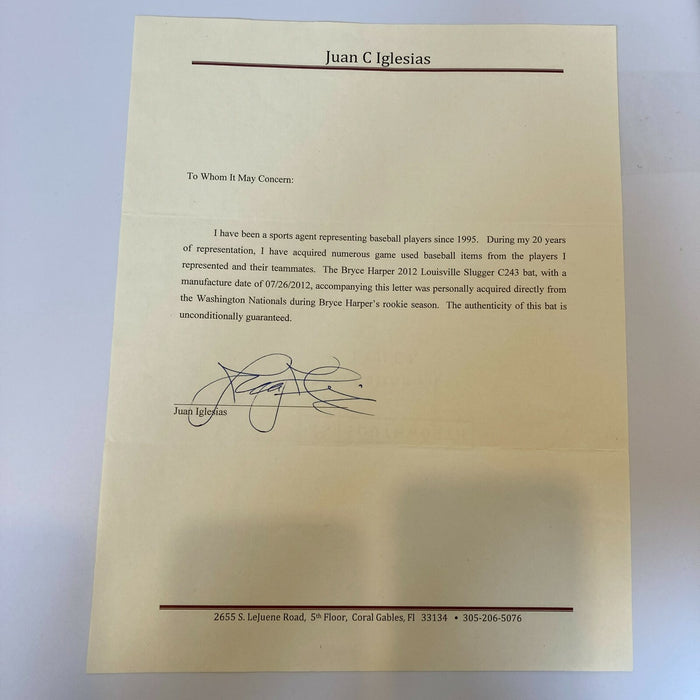 Juan C Iglesias
To Whom It May Concern:
I have been a sports agent representing baseball players since 1995. During my 20 years
of representation, I have acquired numerous game used baseball items from the players I
represented and their teammates. The Bryce Harper 2012 Louisville Slugger C243 bat, with a
manufacture date of 07/26/2012, accompanying this letter was personally acquired directly from
the Washington Nationals during Bryce Harper's rookie season. The authenticity of this bat is
unconditionally guaranteed.
Juan Iglesias
2655 S. LeJuene Road, 5th Floor, Coral Gables, Fl 33134 • 305-206-5076